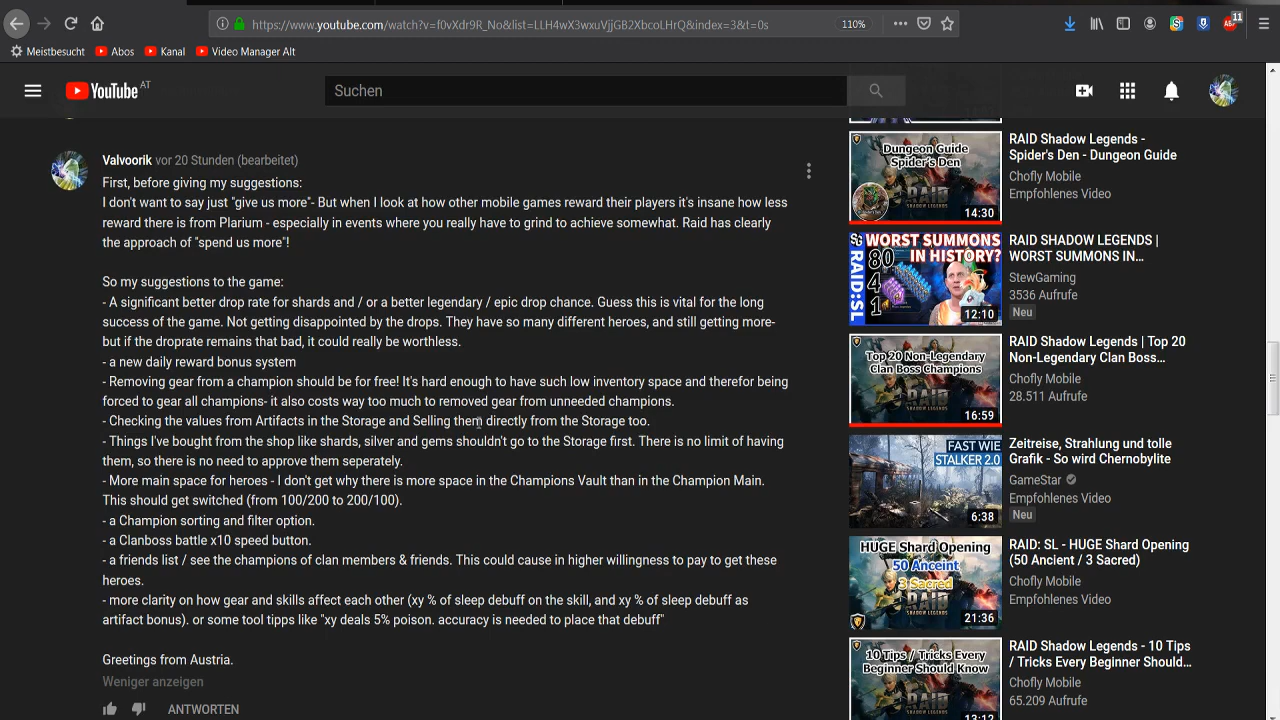 https://www.youtube.com/watch?v=f0vXdr9R_No&list=LLH4wX3wxuVjjGB2XbcoLHrQ&index=3&t=0s
110%
11
Meistbesucht
Abos
Kanal
Video Manager Alt
YouTube AT
Suchen
Valvoorik vor 20 Stunden (bearbeitet)
First, before giving my suggestions:
I don't want to say just "give us more"- But when I look at how other mobile games reward their players it's insane how less
reward there is from Plarium. Especially in events where you really have to grind to achieve somewhat. Raid has clearly
the approach of "spend us more"!
So my suggestions to the game:
- A significant better drop rate for shards and / or a better legendary / epic drop chance. Guess this is vital for the long
success of the game. Not getting disappointed by the drops. They have so many different heroes, and still getting more-
but if the droprate remains that bad, it could really be worthless.
- a new daily reward bonus system
- Removing gear from a champion should be for free! It's hard enough to have such low inventory space and therefor being
forced to gear all champions- it also costs way too much to removed gear from unneeded champions.
- Checking the values from Artifacts in the Storage and Selling them directly from the Storage too.
- Things I've bought from the shop like shards, silver and gems shouldn't go to the Storage first. There is no limit of having
them, so there is no need to apply to them seperately.
- More main space for heroes. I don't get why there is more space in the Champions Vault than in the Champion Main.
This should get switched (from 100/200 to 200/100).
- a Champion sorting and filter option.
- a Clanboss battle x10 speed button.
- a friends list / see the champions of clan members & friends. This could cause in higher willingness to pay to get these
heroes.
- more clarity on how gear and skills affect each other (xy % of sleep debuff on the skill, and xy % of sleep debuff as
artifact bonus). or some tool tips like "xy deals 5% poison. accuracy is needed to place that debuff"
Greetings from Austria.
Weniger anzeigen
ANTWORTEN
Dungeon Guide
Spider's Den
14:30
RAID Shadow Legends -
Spider's Den - Dungeon Guide
Chofly Mobile
Empfohlenes Video
SG
RAID:SL
WORST SUMMONS
IN HISTORY?
80
4
1
12:10
RAID SHADOW LEGENDS |
WORST SUMMONS IN...
StewGaming
3536 Aufrufe
Neu
Top 20 Non-Legendary
Clan Boss Champions
RAID
SHADOW LEGENDS
16:59
RAID Shadow Legends | Top 20
Non-Legendary Clan Boss...
Chofly Mobile
28.511 Aufrufe
FAST WIE
STALKER 2.0
6:38
Zeitreise, Strahlung und tolle
Grafik - So wird Chernobylite
GameStar
Empfohlenes Video
Neu
HUGE Shard Opening
50 Anceint
3 Sacred
RAID
SHADOW LEGENDS
21:36
RAID: SL - HUGE Shard Opening
(50 Ancient / 3 Sacred)
Chofly Mobile
Empfohlenes Video
10 Tips / Tricks Every
Beginner Should Know
RAID
13:12
RAID Shadow Legends - 10 Tips
/ Tricks Every Beginner Should...
Chofly Mobile
65.209 Aufrufe